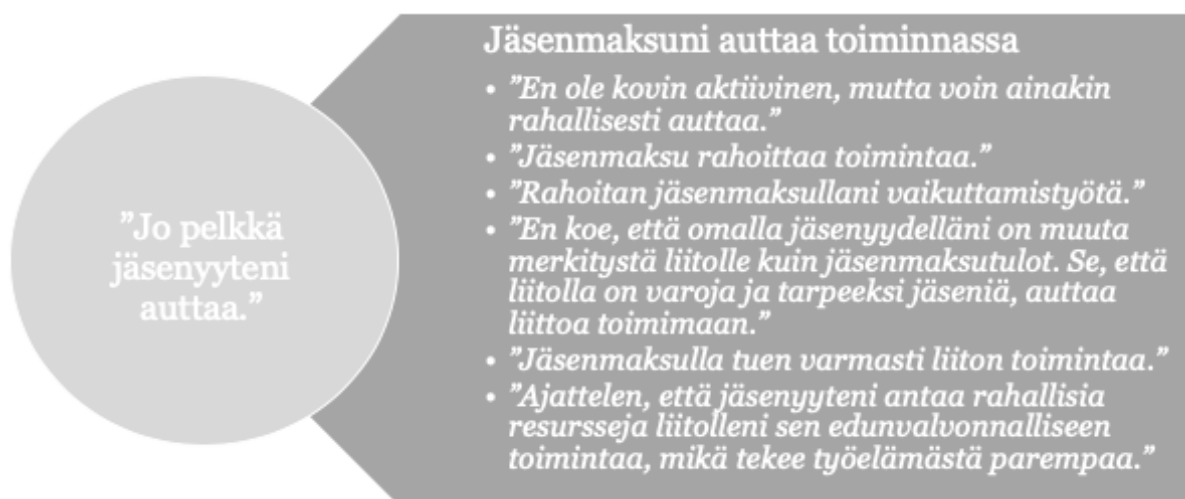 ”Jo pelkkä
jäsenyyteni
auttaa.”
Jäsenmaksuni auttaa toiminnassa
• ”En ole kovin aktiivinen, mutta voin ainakin
rahallisesti auttaa.”
• ”Jäsenmaksu rahoittaa toimintaa.”
• ”Rahoitan jäsenmaksullani vaikuttamistyötä.”
• ”En koe, että omalla jäsenyydelläni on muuta
merkitystä liitolle kuin jäsenmaksutulot. Se, että
liitolla on varoja ja tarpeeksi jäseniä, auttaa
liittoa toimimaan.”
• ”Jäsenmaksulla tuen varmasti liiton toimintaa.”
• ”Ajattelen, että jäsenyyteni antaa rahallisia
resursseja liitolleni sen edunvalvonnalliseen
toimintaa, mikä tekee työelämästä parempaa.”